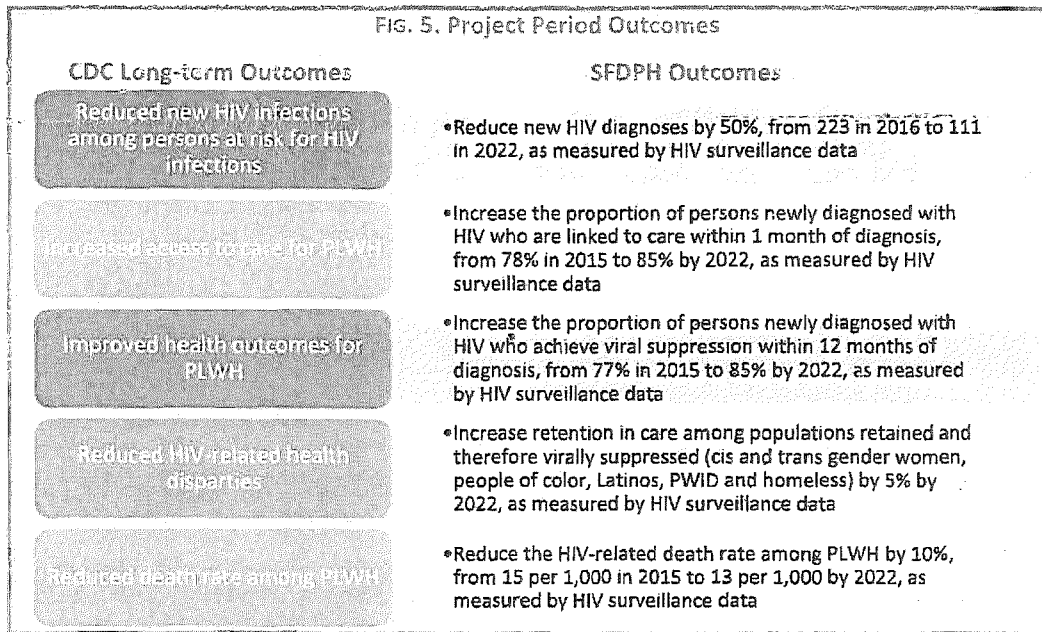 FIG. 5. Project Period Outcomes
CDC Long-term Outcomes
SFDPH Outcomes
Reduced new HIV infections
among persons at risk for HIV
infections
•Reduce new HIV diagnoses by 50%, from 223 in 2016 to 111
in 2022, as measured by HIV surveillance data
Increased access to care for PLWH
•Increase the proportion of persons newly diagnosed with
HIV who are linked to care within 1 month of diagnosis,
from 78% in 2015 to 85% by 2022, as measured by HIV
surveillance data
Improved health outcomes for
PLWH
•Increase the proportion of persons newly diagnosed with
HIV who achieve viral suppression within 12 months of
diagnosis, from 77% in 2015 to 85% by 2022, as measured
by HIV surveillance data
Reduced HIV-related health
disparties
•Increase retention in care among populations retained and
therefore virally suppressed (cis and trans gender women,
people of color, Latinos, PWID and homeless) by 5% by
2022, as measured by HIV surveillance data
Reduced death rate among PLWH
•Reduce the HIV-related death rate among PLWH by 10%,
from 15 per 1,000 in 2015 to 13 per 1,000 by 2022, as
measured by HIV surveillance data